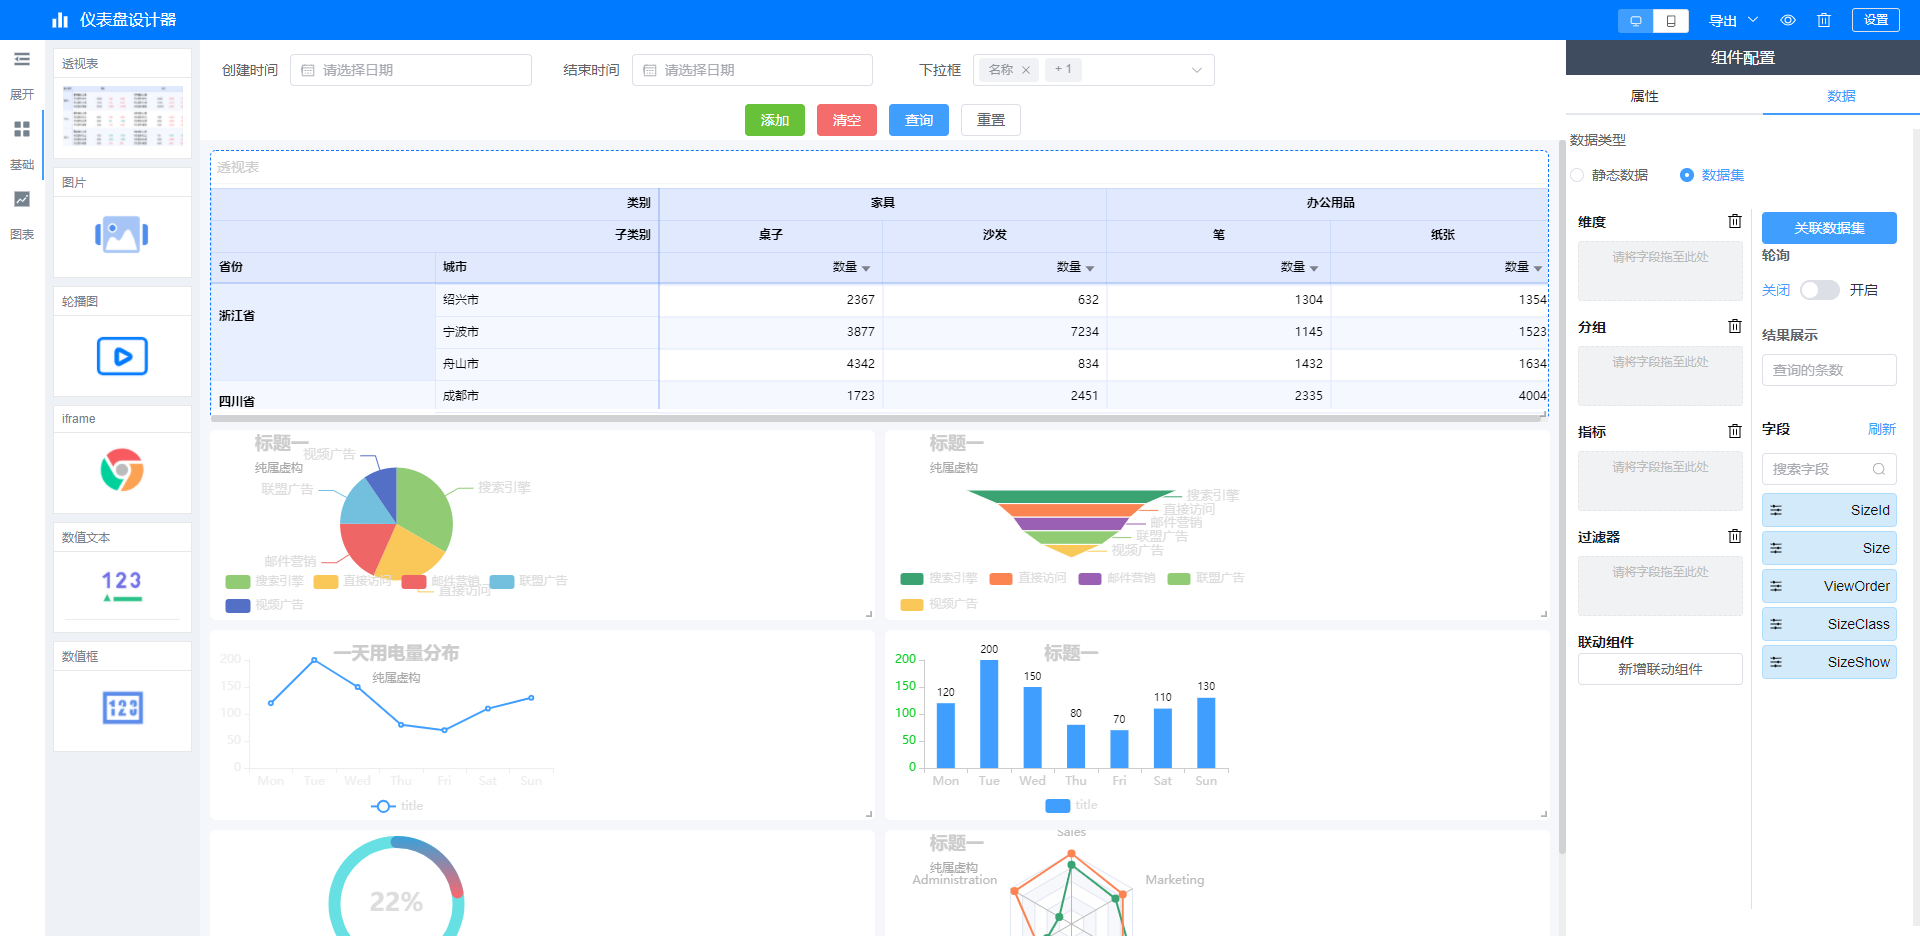 仪表盘设计器
导出
设置
展开
基础
图表
透视表
图片
轮播图
iframe
数值文本
123
数值框
123
创建时间 请选择日期 结束时间 请选择日期 下拉框 名称 + 1
添加 清空 查询 重置
透视表
类别 家具 办公用品
子类别 桌子 沙发 笔 纸张
省份 城市 数量 数量 数量 数量
浙江省 绍兴市 2367 632 1304 1354
宁波市 3877 7234 1145 1523
舟山市 4342 834 1432 1634
四川省 成都市 1723 2451 2335 4004
标题一
纯属虚构
视频广告
联盟广告
搜索引擎
邮件营销
直接访问
搜索引擎 直接访问 邮件营销 联盟广告
视频广告
标题一
纯属虚构
搜索引擎
直接访问
邮件营销
联盟广告
视频广告
搜索引擎 直接访问 邮件营销 联盟广告
视频广告
一天用电量分布
纯属虚构
200
150
100
50
0
Mon Tue Wed Thu Fri Sat Sun
title
标题一
200
150
100
50
0
120 200 150 80 70 110 130
Mon Tue Wed Thu Fri Sat Sun
title
22%
标题一
纯属虚构
Sales
Administration
Marketing
组件配置
属性 数据
数据类型
静态数据 数据集
维度
请将字段拖至此处
分组
请将字段拖至此处
指标
请将字段拖至此处
过滤器
请将字段拖至此处
联动组件
新增联动组件
关联数据集
轮询
关闭 开启
结果展示
查询的条数
字段 刷新
搜索字段
SizeId
Size
ViewOrder
SizeClass
SizeShow